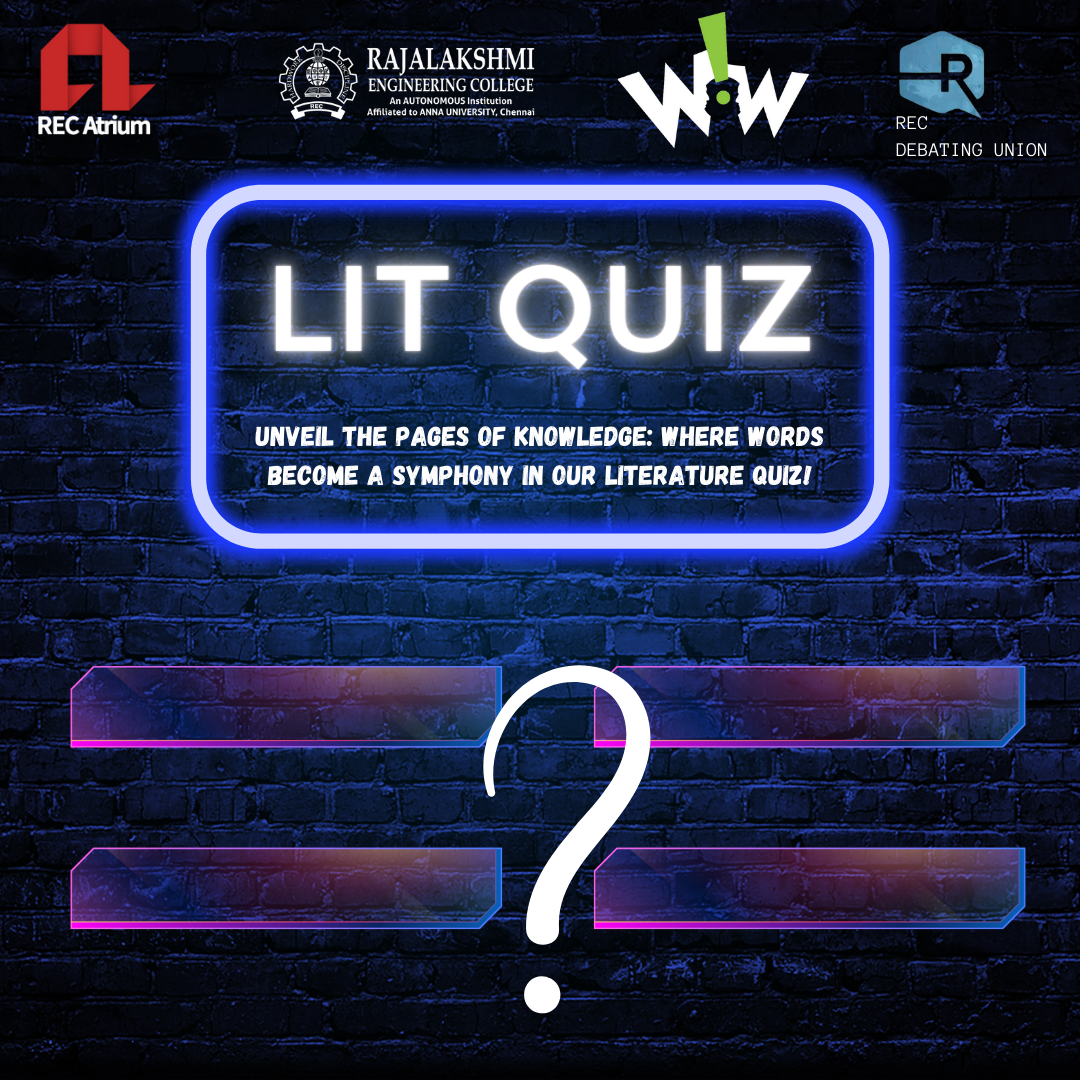 REC Atrium
RAJALAKSHMI
ENGINEERING COLLEGE
An AUTONOMOUS Institution
Affiliated to ANNA UNIVERSITY, Chennai
REC
W!W
R
REC
DEBATING UNION
LIT QUIZ
UNVEIL THE PAGES OF KNOWLEDGE: WHERE WORDS
BECOME A SYMPHONY IN OUR LITERATURE QUIZ!
?